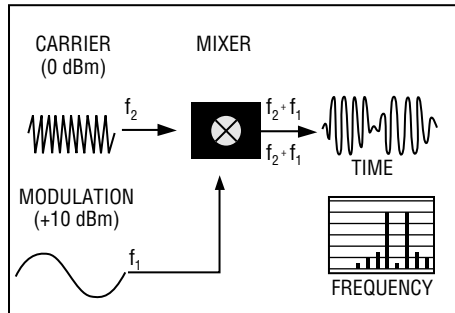 CARRIER
(0 dBm)
MIXER
f₂
f₂ + f₁
f₂ + f₁
TIME
MODULATION
(+10 dBm)
f₁
FREQUENCY